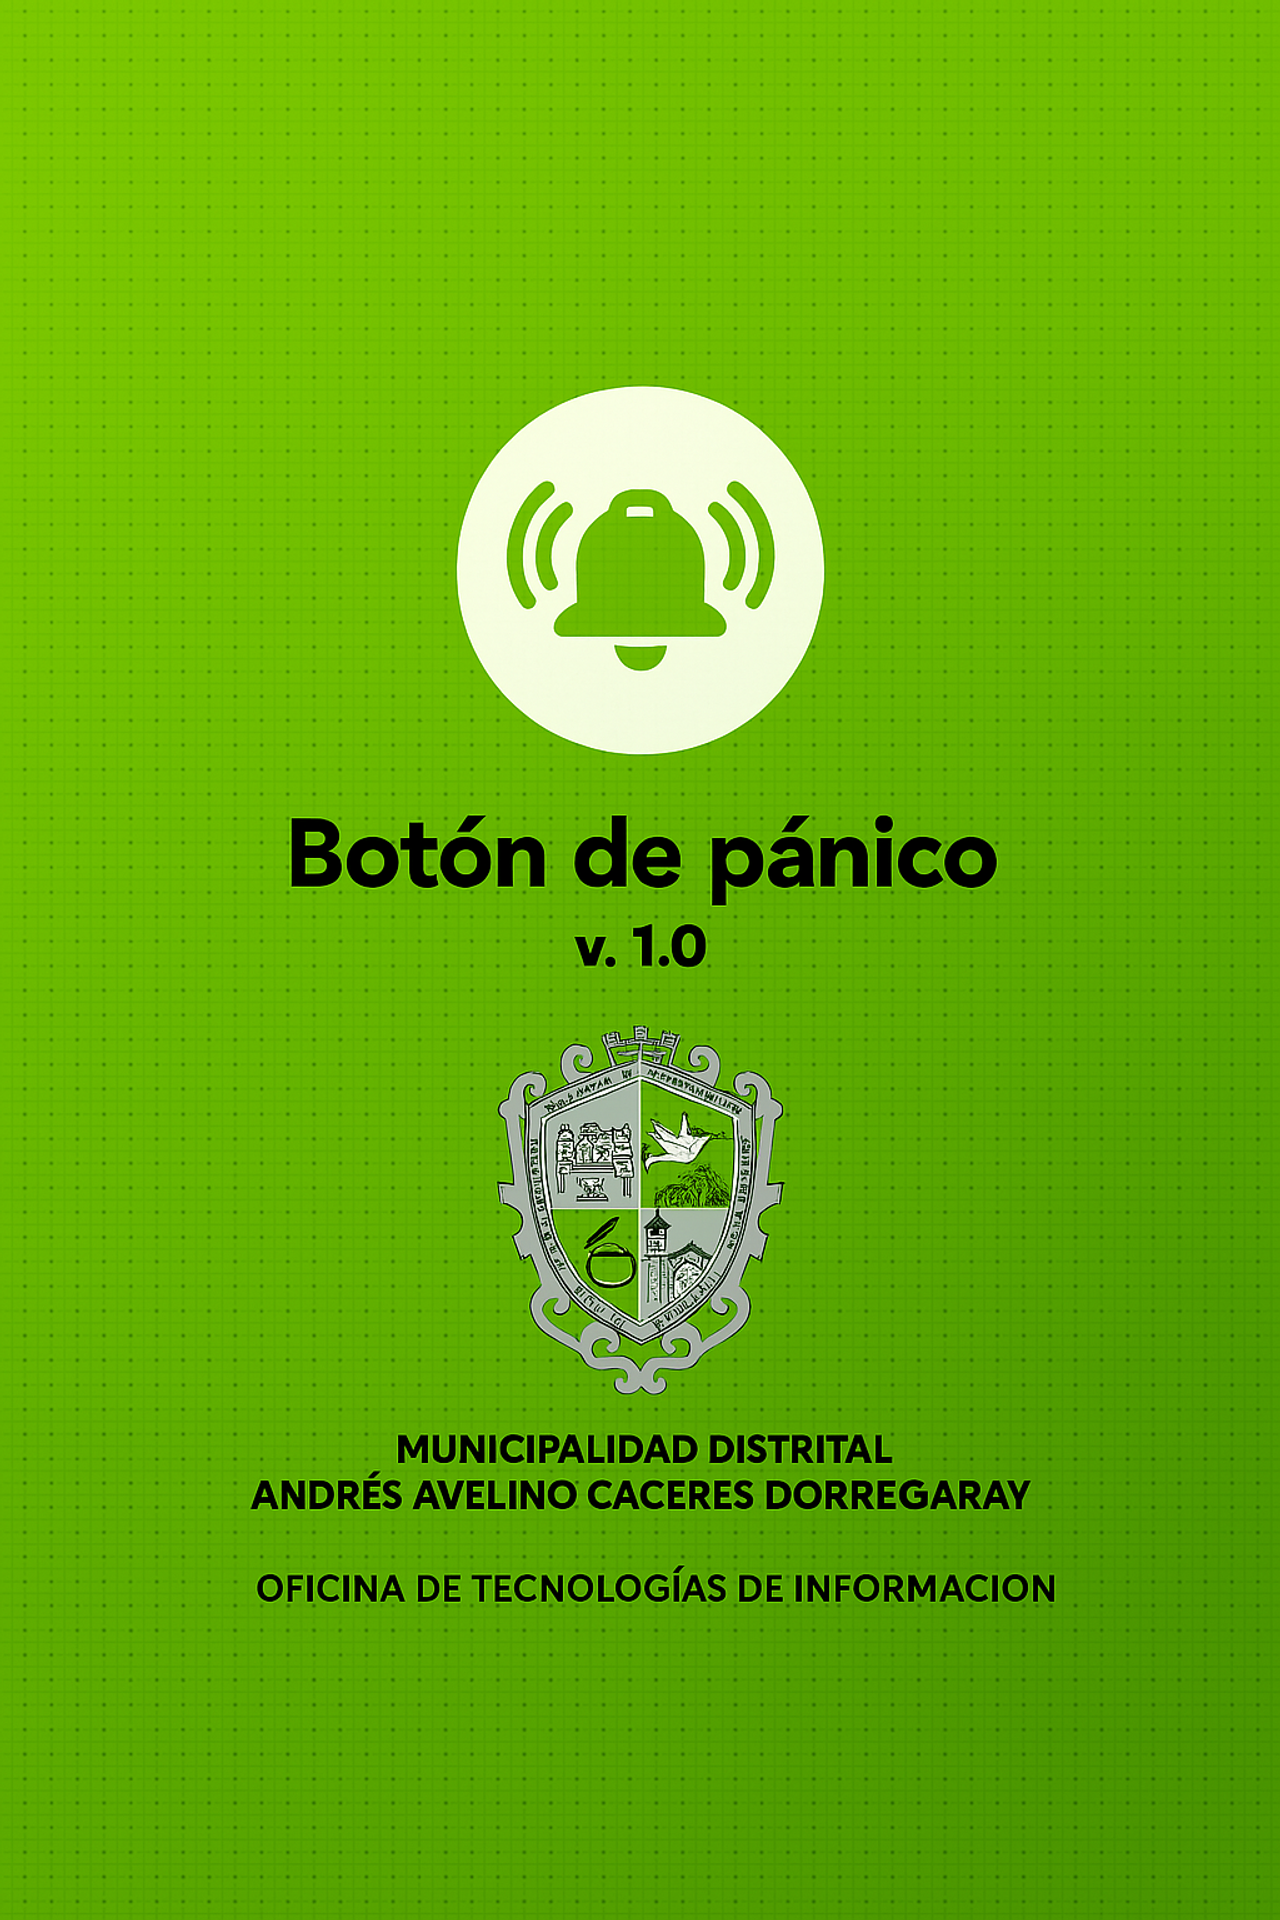 Botón de pánico
v. 1.0
MUNICIPALIDAD DISTRITAL
ANDRÉS AVELINO CACERES DORREGARAY
OFICINA DE TECNOLOGÍAS DE INFORMACION